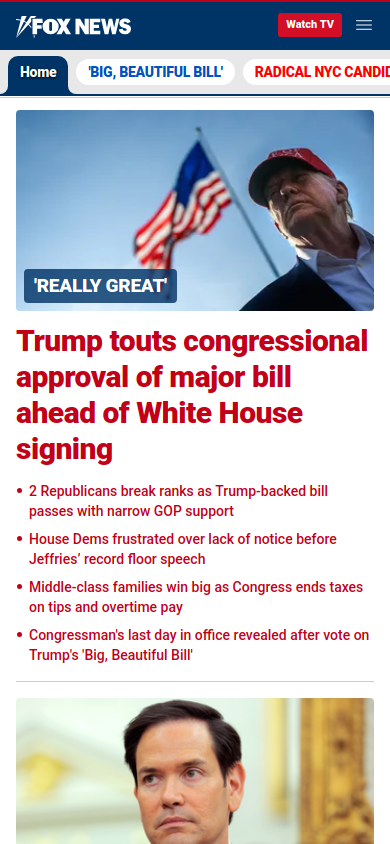 FOX NEWS
Watch TV
Home
'BIG, BEAUTIFUL BILL'
RADICAL NYC
'REALLY GREAT'
Trump touts congressional
approval of major bill
ahead of White House
signing
• 2 Republicans break ranks as Trump-backed bill
passes with narrow GOP support
• House Dems frustrated over lack of notice before
Jeffries’ record floor speech
• Middle-class families win big as Congress ends taxes
on tips and overtime pay
• Congressman's last day in office revealed after vote on
Trump's 'Big, Beautiful Bill'